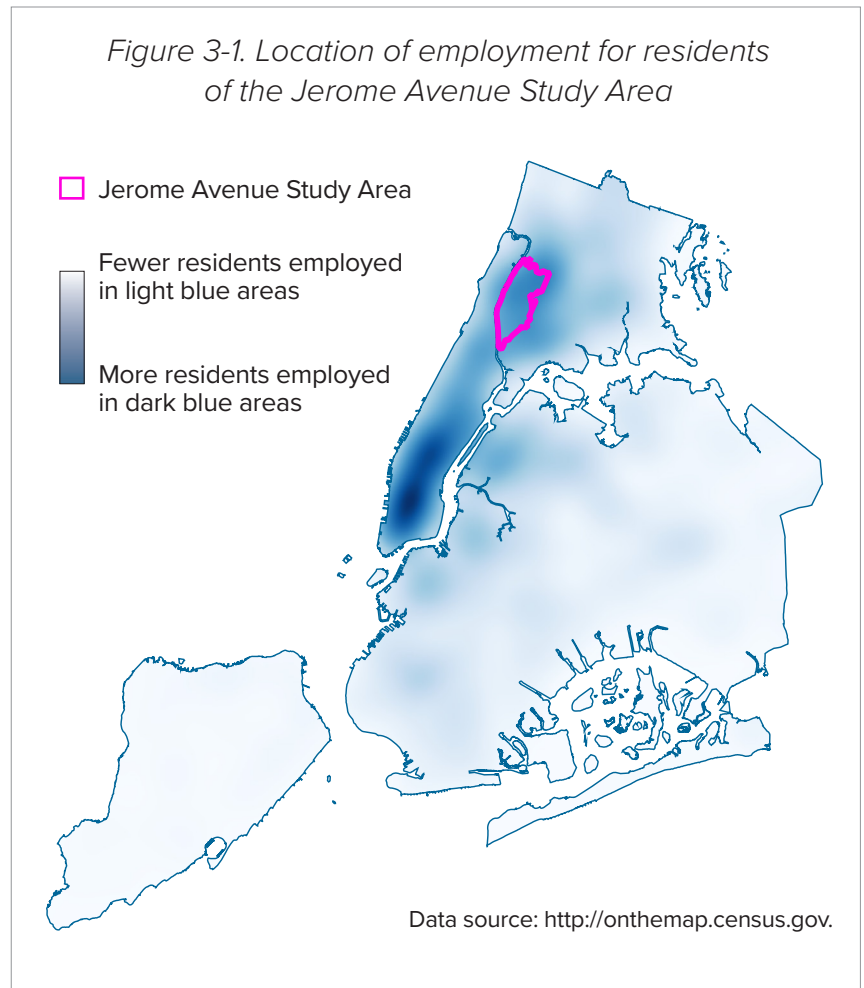 Figure 3-1. Location of employment for residents
of the Jerome Avenue Study Area
Jerome Avenue Study Area
Fewer residents employed
in light blue areas
More residents employed
in dark blue areas
Data source: http://onthemap.census.gov.